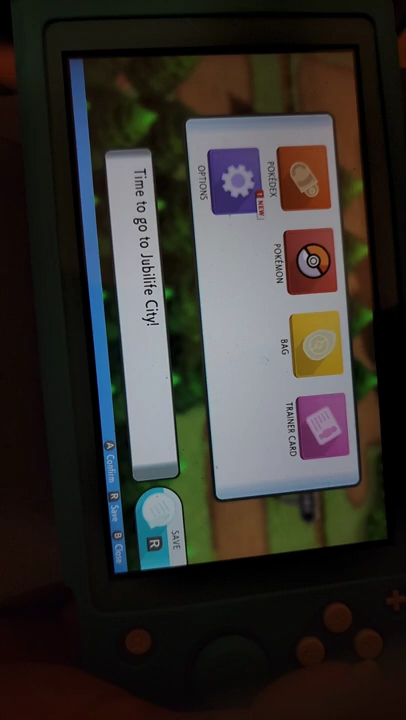 POKÉDEX
POKÉMON
BAG
TRAINER CARD
! NEW
OPTIONS
Time to go to Jubilife City!
SAVE
R
A Confirm R Save B Close